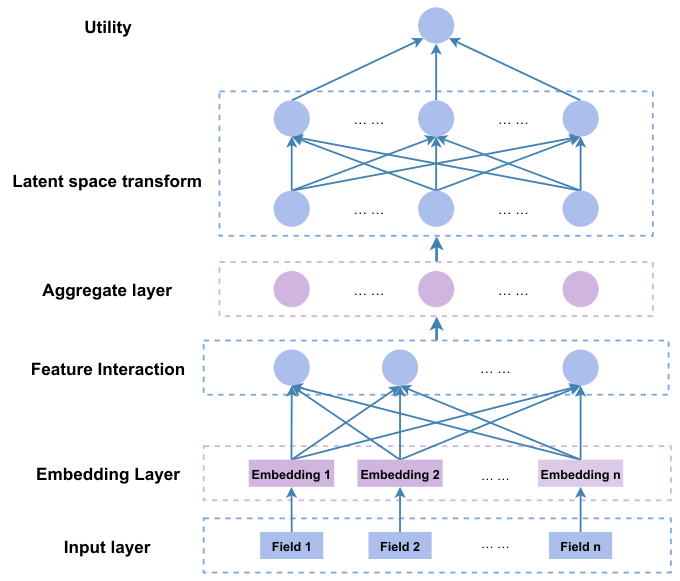 Utility
… … … …
Latent space transform
… … … …
Aggregate layer
… … … …
Feature Interaction
… …
Embedding Layer
Embedding 1 Embedding 2 … … Embedding n
Input layer
Field 1 Field 2 … … Field n